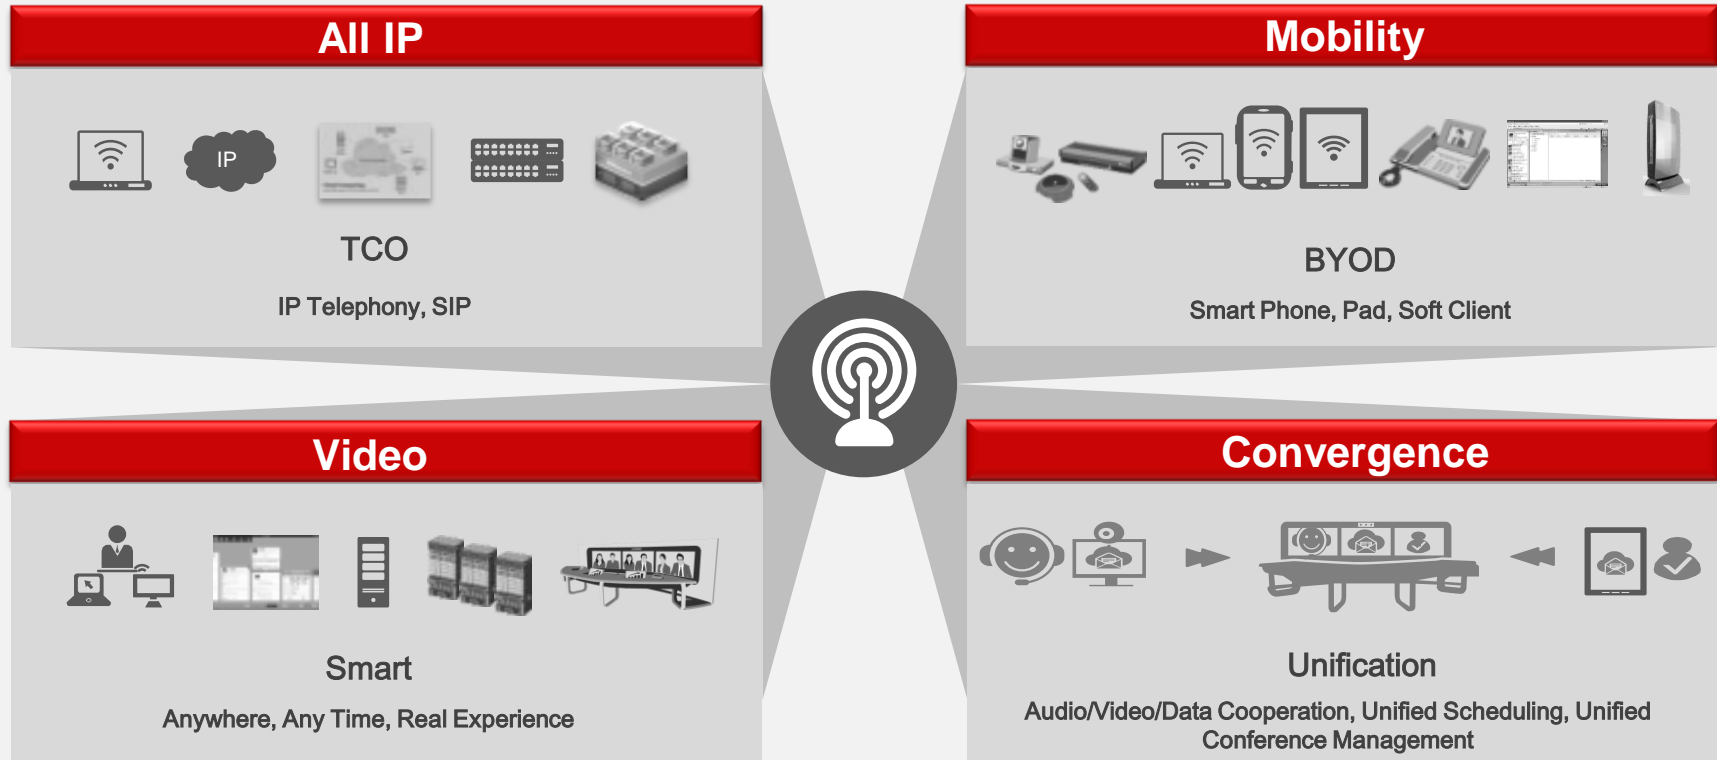 All IP
IP
TCO
IP Telephony, SIP
Mobility
BYOD
Smart Phone, Pad, Soft Client
Video
Smart
Anywhere, Any Time, Real Experience
Convergence
Unification
Audio/Video/Data Cooperation, Unified Scheduling, Unified
Conference Management